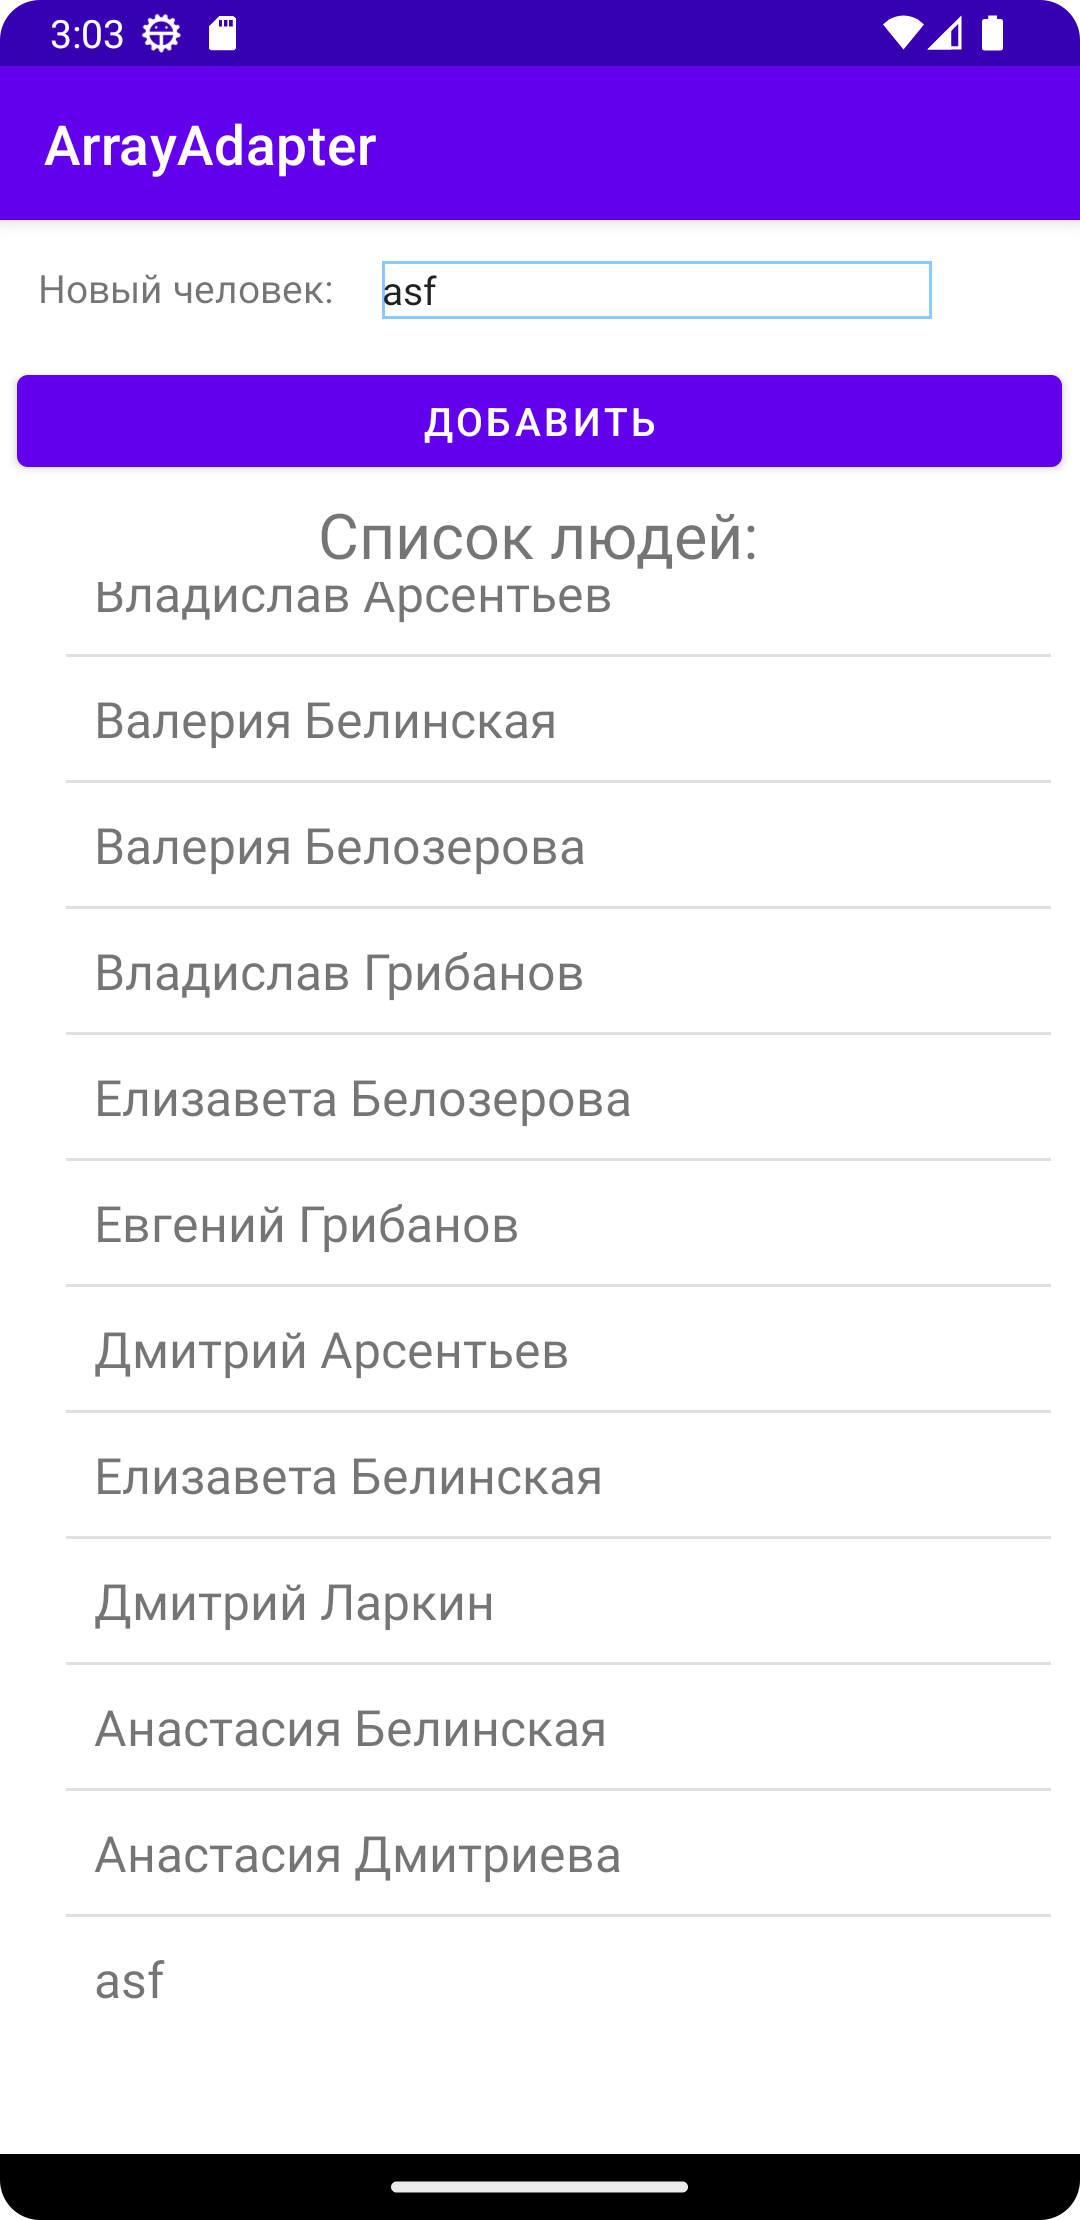 3:03
ArrayAdapter
Новый человек: asf
ДОБАВИТЬ
Список людей:
Владислав Арсентьев
Валерия Белинская
Валерия Белозерова
Владислав Грибанов
Елизавета Белозерова
Евгений Грибанов
Дмитрий Арсентьев
Елизавета Белинская
Дмитрий Ларкин
Анастасия Белинская
Анастасия Дмитриева
asf